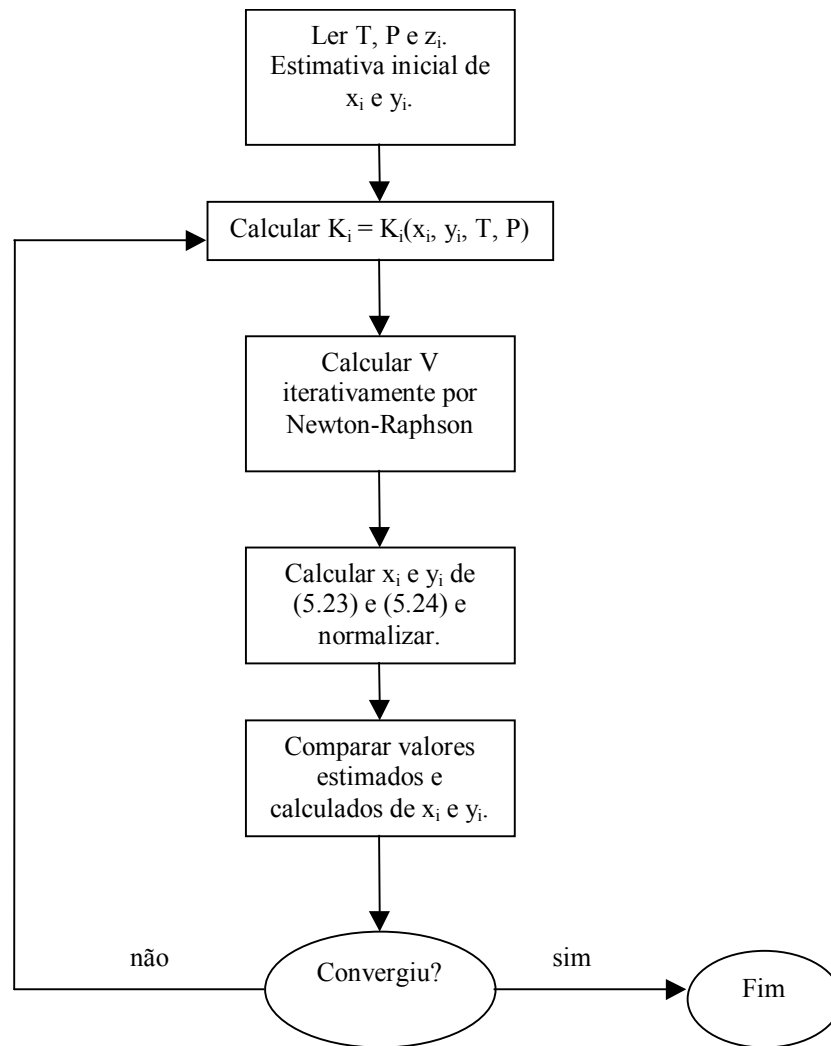 Ler T, P e zᵢ.
Estimativa inicial de
xᵢ e yᵢ.
Calcular Kᵢ = Kᵢ(xᵢ, yᵢ, T, P)
Calcular V
iterativamente por
Newton-Raphson
Calcular xᵢ e yᵢ de
(5.23) e (5.24) e
normalizar.
Comparar valores
estimados e
calculados de xᵢ e yᵢ.
não
Convergiu?
sim
Fim